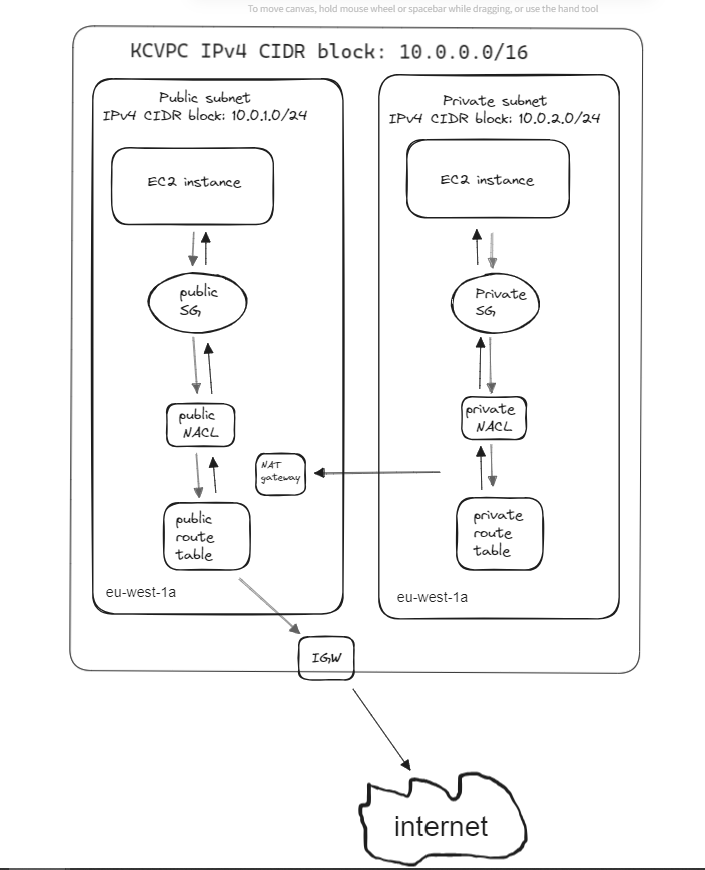 To move canvas, hold mouse wheel or spacebar while dragging, or use the hand tool
KCVPC IPv4 CIDR block: 10.0.0.0/16
Public subnet
IPv4 CIDR block: 10.0.1.0/24
EC2 instance
public
SG
public
NACL
NAT
gateway
public
route
table
eu-west-1a
Private subnet
IPv4 CIDR block: 10.0.2.0/24
EC2 instance
Private
SG
private
NACL
private
route
table
eu-west-1a
IGW
internet